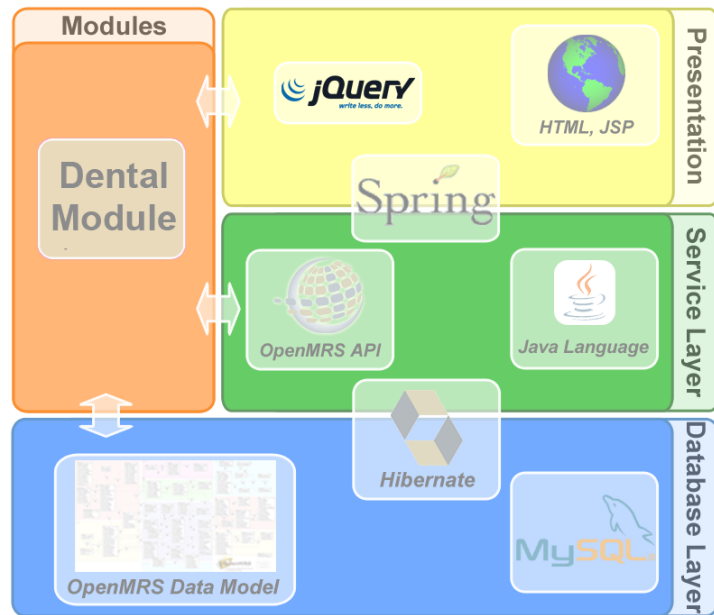 Modules
Dental
Module
jQuery
write less, do more.
HTML, JSP
Presentation
Spring
OpenMRS API
Java Language
Service Layer
Hibernate
OpenMRS Data Model
MySQL
Database Layer